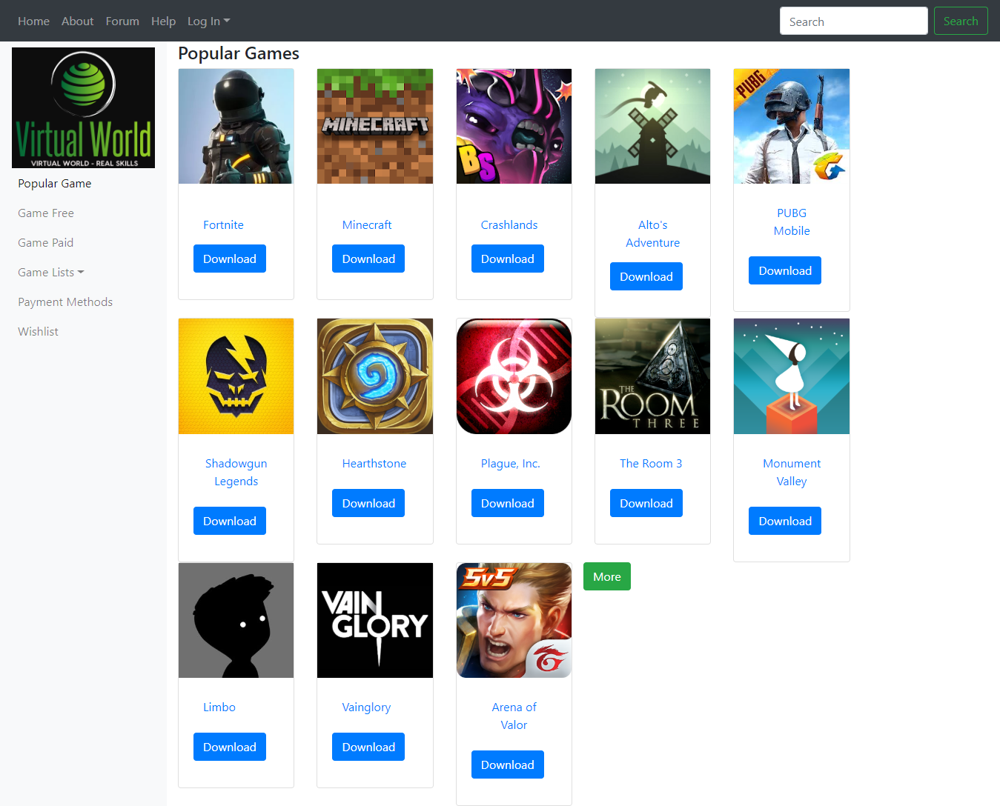 Home About Forum Help Log In
Search Search
Virtual World
VIRTUAL WORLD - REAL SKILLS
Popular Game
Game Free
Game Paid
Game Lists
Payment Methods
Wishlist
Popular Games
MINECRAFT
BS
PUBG
Fortnite
Download
Minecraft
Download
Crashlands
Download
Alto's
Adventure
Download
PUBG
Mobile
Download
THE
ROOM
THREE
Shadowgun
Legends
Download
Hearthstone
Download
Plague, Inc.
Download
The Room 3
Download
Monument
Valley
Download
VAIN
GLORY
5v5
More
Limbo
Download
Vainglory
Download
Arena of
Valor
Download